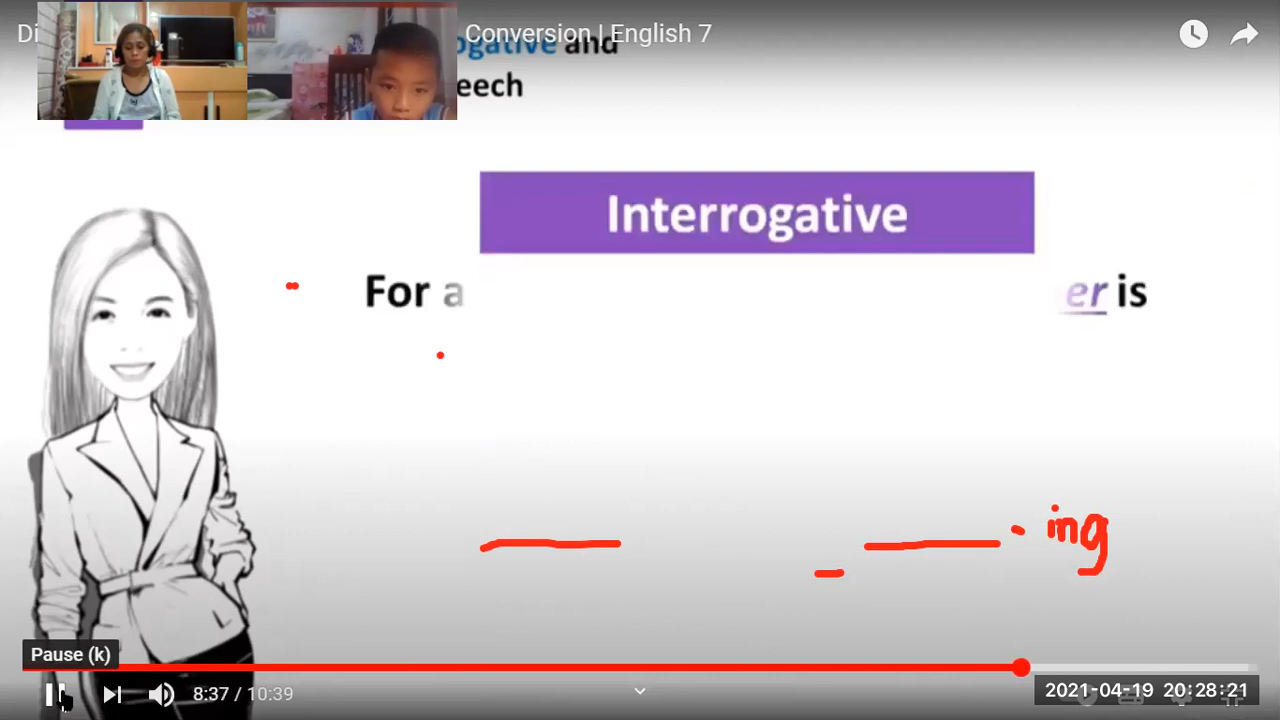 Di Conversion | English 7
ogative and
eech
Interrogative
For a er is
ing
Pause (k)
8:37 / 10:39
2021-04-19 20:28:21